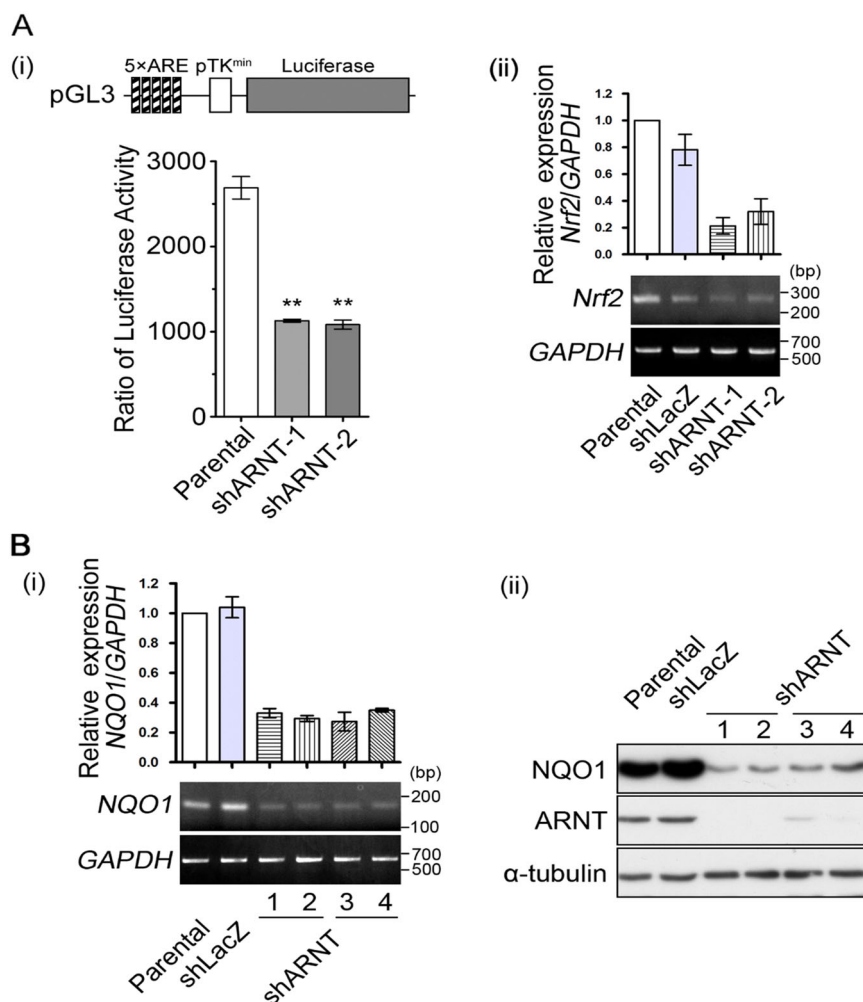 A
(i)
5×ARE pTKmin Luciferase
pGL3
Ratio of Luciferase Activity
3000
2000
1000
0
** **
Parental
shARNT-1
shARNT-2
(ii)
Relative expression
Nrf2/GAPDH
1.2
1.0
0.8
0.6
0.4
0.2
0.0
(bp)
Nrf2
300
200
GAPDH
700
500
Parental
shLacZ
shARNT-1
shARNT-2
B
(i)
Relative expression
NQO1/GAPDH
1.2
1.0
0.8
0.6
0.4
0.2
0.0
(bp)
NQO1
200
100
GAPDH
700
500
1 2 3 4
Parental
shLacZ
shARNT
(ii)
Parental
shLacZ
shARNT
1 2 3 4
NQO1
ARNT
α-tubulin